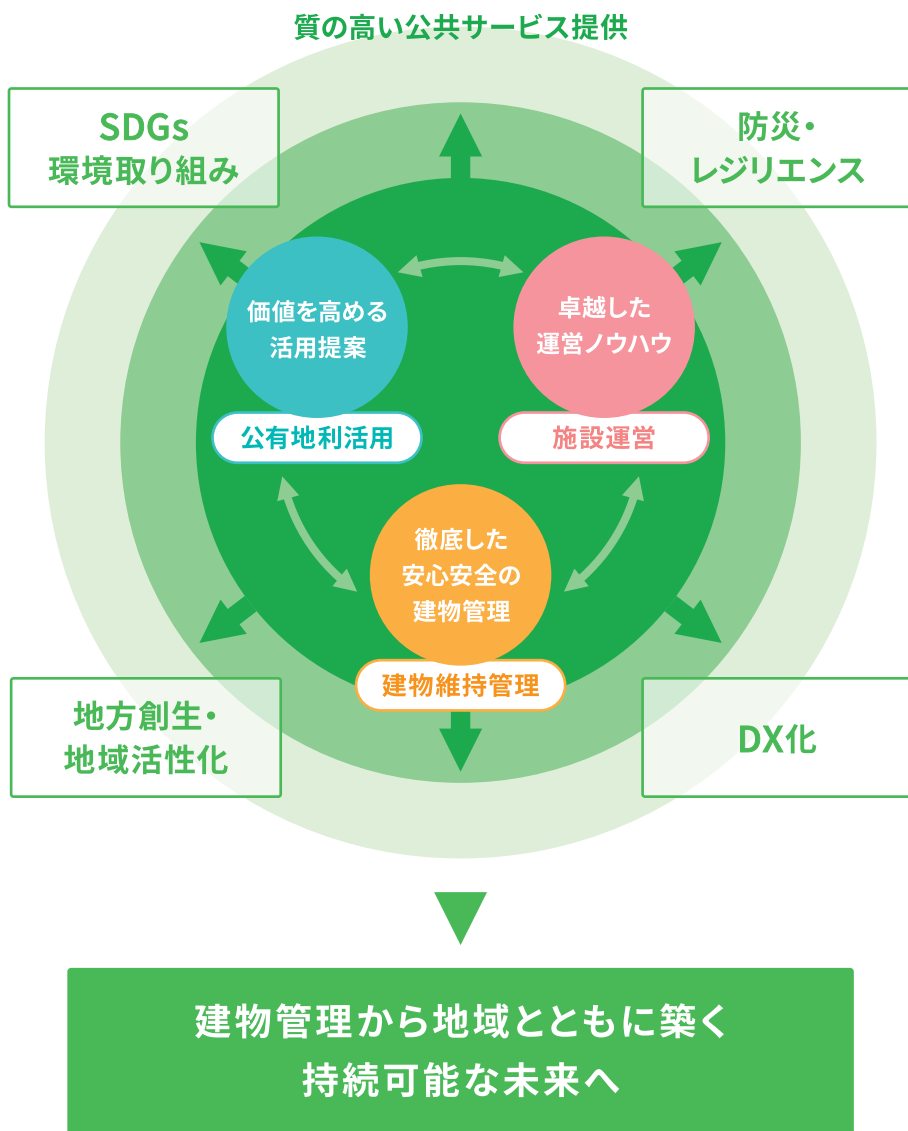 質の高い公共サービス提供
SDGs
環境取り組み
防災・
レジリエンス
価値を高める
活用提案
公有地利活用
卓越した
運営ノウハウ
施設運営
徹底した
安心安全の
建物管理
建物維持管理
地方創生・
地域活性化
DX化
建物管理から地域とともに築く
持続可能な未来へ